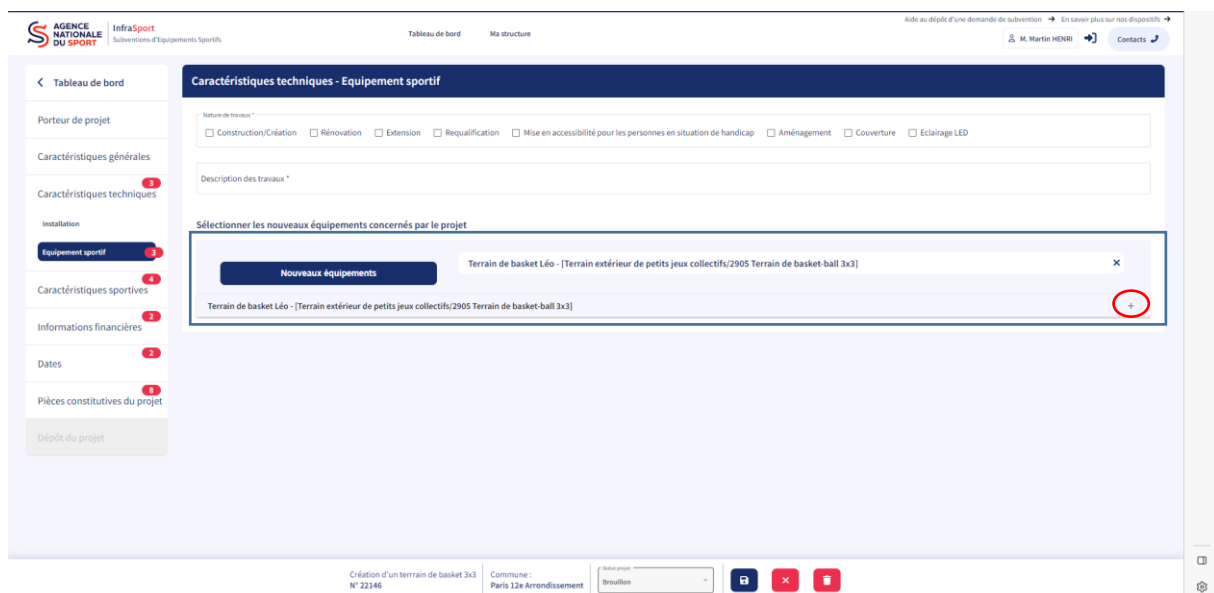 Aide au dépôt d'une demande de subvention → En savoir plus sur nos dispositifs →
AGENCE
NATIONALE
DU SPORT
InfraSport
Subventions d'Equipements Sportifs
Tableau de bord
Ma structure
M. Martin HENRI
Contacts
Tableau de bord
Porteur de projet
Caractéristiques générales
3
Caractéristiques techniques
Installation
Equipement sportif
3
4
Caractéristiques sportives
2
Informations financières
2
Dates
8
Pièces constitutives du projet
Dépôt du projet
Caractéristiques techniques - Equipement sportif
Nature de travaux *
Construction/Création Rénovation Extension Requalification Mise en accessibilité pour les personnes en situation de handicap Aménagement Couverture Eclairage LED
Description des travaux *
Sélectionner les nouveaux équipements concernés par le projet
Nouveaux équipements
Terrain de basket Léo - [Terrain extérieur de petits jeux collectifs/2905 Terrain de basket-ball 3x3]
Terrain de basket Léo - [Terrain extérieur de petits jeux collectifs/2905 Terrain de basket-ball 3x3]
Création d'un terrrain de basket 3x3
N° 22146
Commune :
Paris 12e Arrondissement
Statut projet
Brouillon